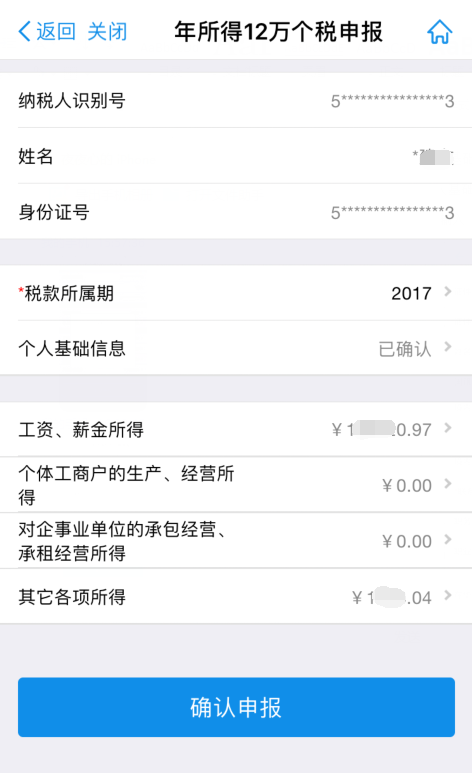 返回 关闭 年所得12万个税申报
纳税人识别号 5****************3
姓名 *
身份证号 5****************3
*税款所属期 2017
个人基础信息 已确认
工资、薪金所得 ¥1 0.97
个体工商户的生产、经营所
得 ¥0.00
对企事业单位的承包经营、
承租经营所得 ¥0.00
其它各项所得 ¥1 .04
确认申报